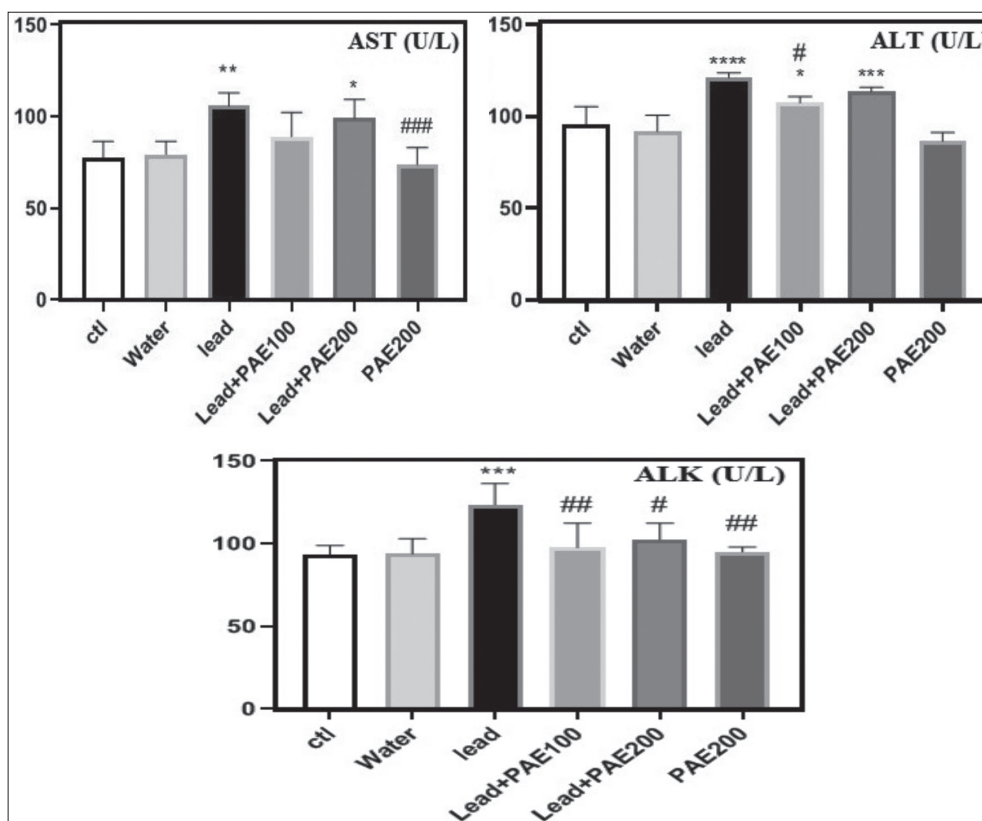 AST (U/L)
150
100
50
0
**
*
###
ctl
Water
lead
Lead+PAE100
Lead+PAE200
PAE200
ALT (U/L
150
100
50
0
****
#
*
***
ctl
Water
lead
Lead+PAE100
Lead+PAE200
PAE200
ALK (U/L)
150
100
50
0
***
##
#
##
ctl
Water
lead
Lead+PAE100
Lead+PAE200
PAE200